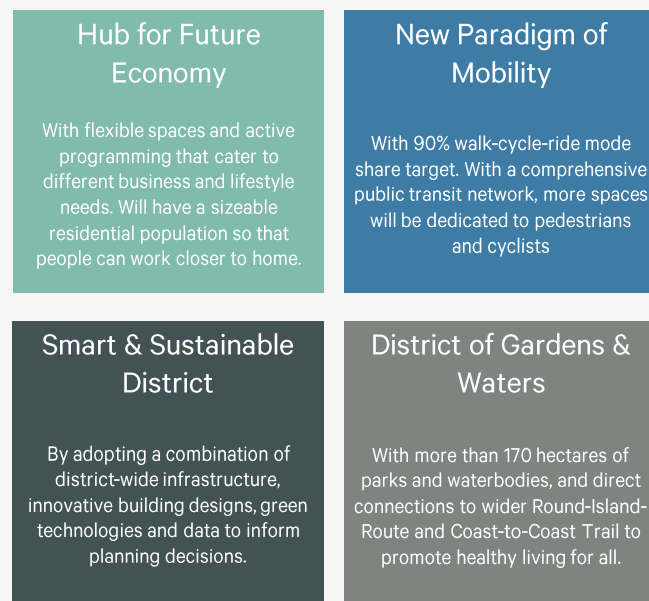 Hub for Future
Economy
With flexible spaces and active
programming that cater to
different business and lifestyle
needs. Will have a sizeable
residential population so that
people can work closer to home.
New Paradigm of
Mobility
With 90% walk-cycle-ride mode
share target. With a comprehensive
public transit network, more spaces
will be dedicated to pedestrians
and cyclists
Smart & Sustainable
District
By adopting a combination of
district-wide infrastructure,
innovative building designs, green
technologies and data to inform
planning decisions.
District of Gardens &
Waters
With more than 170 hectares of
parks and waterbodies, and direct
connections to wider Round-Island-
Route and Coast-to-Coast Trail to
promote healthy living for all.